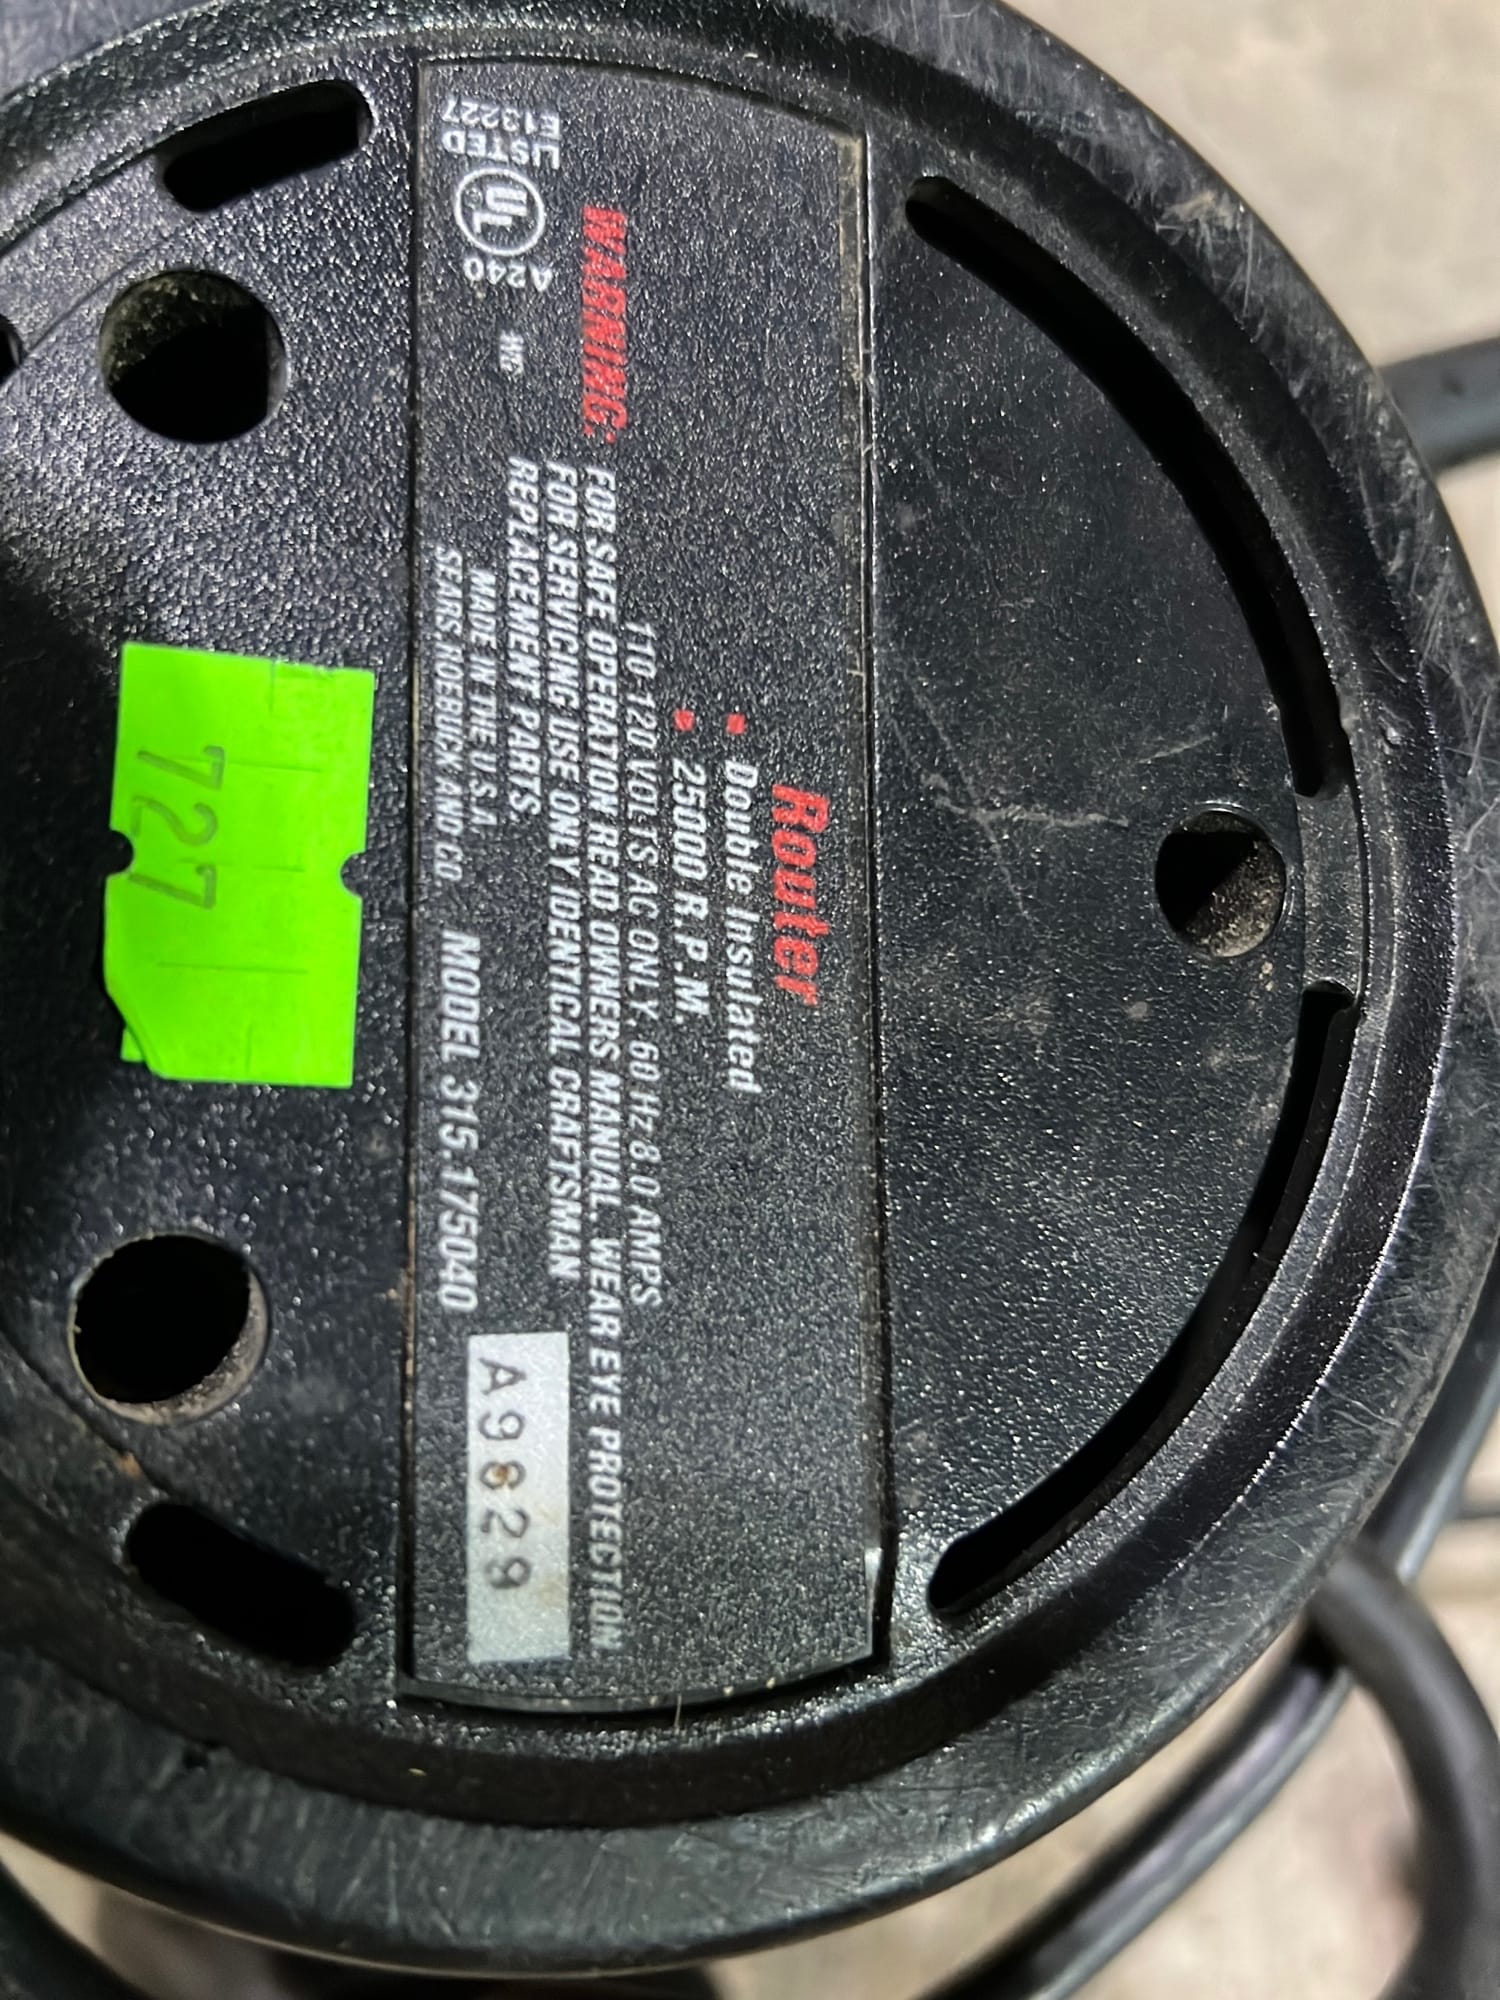 Router
Double Insulated
25000 R.P.M.
110-120 VOLTS AC ONLY, 60 Hz 8.0 AMPS
WARNING: FOR SAFE OPERATION READ OWNERS MANUAL. WEAR EYE PROTECTION
FOR SERVICING USE ONLY IDENTICAL CRAFTSMAN
REPLACEMENT PARTS
MADE IN THE U.S.A.
SEARS, ROEBUCK AND CO. MODEL 315.175040
A9829
LISTED
E13227
UL
A240
727